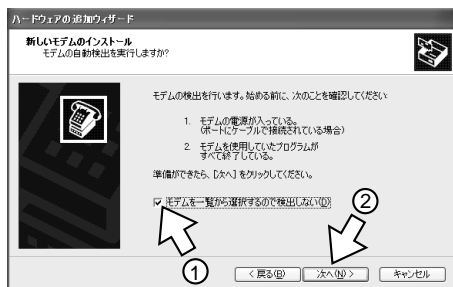 ハードウェアの追加ウィザード
新しいモデムのインストール
モデムの自動検出を実行しますか?
モデムの検出を行います。始める前に、次のことを確認してください:
1. モデムの電源が入っている。
(ポートにケーブルで接続されている場合)
2. モデムを使用していたプログラムが
すべて終了している。
準備ができたら、[次へ] をクリックしてください。
モデムを一覧から選択するので検出しない(D)
②
①
< 戻る(B) 次へ(N) > キャンセル